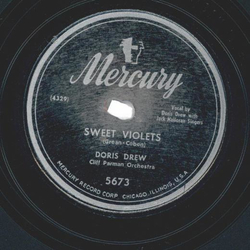 Mercury
(4329)
Vocal by
Doris Drew with
Jack Halloran Singers
SWEET VIOLETS
(Green-Coben)
DORIS DREW
Cliff Parman Orchestra
5673
MERCURY RECORD CORP. CHICAGO, ILLINOIS, U.S.A.